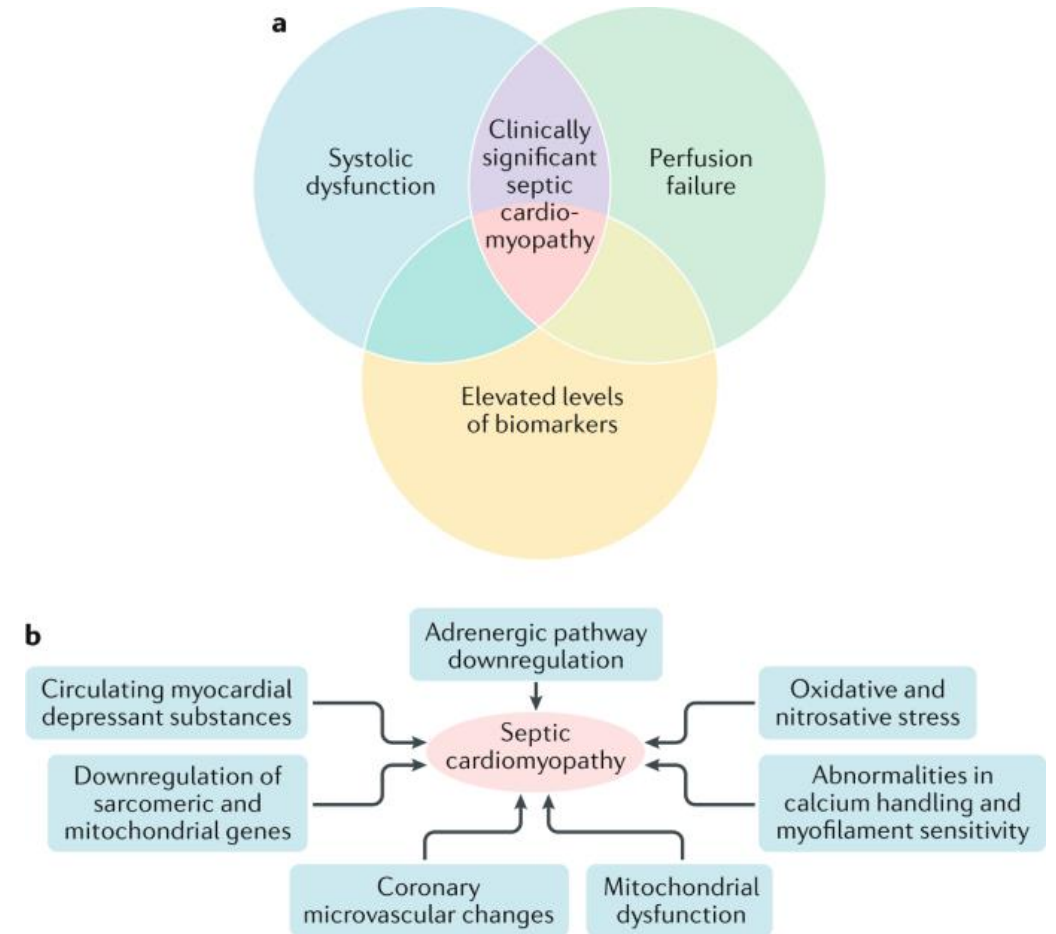 a
Systolic
dysfunction
Clinically
significant
septic
cardio-
myopathy
Perfusion
failure
Elevated levels
of biomarkers
b
Adrenergic pathway
downregulation
Circulating myocardial
depressant substances
Oxidative and
nitrosative stress
Septic
cardiomyopathy
Downregulation of
sarcomeric and
mitochondrial genes
Abnormalities in
calcium handling and
myofilament sensitivity
Coronary
microvascular changes
Mitochondrial
dysfunction